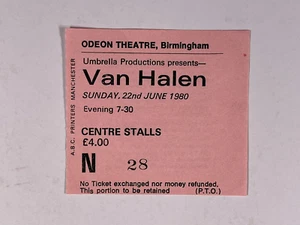 ODEON THEATRE, Birmingham
Umbrella Productions presents—
Van Halen
SUNDAY, 22nd JUNE 1980
Evening 7-30
CENTRE STALLS
£4.00
N 28
No Ticket exchanged nor money refunded.
This portion to be retained (P.T.O.)
A.B.C. PRINTERS MANCHESTER